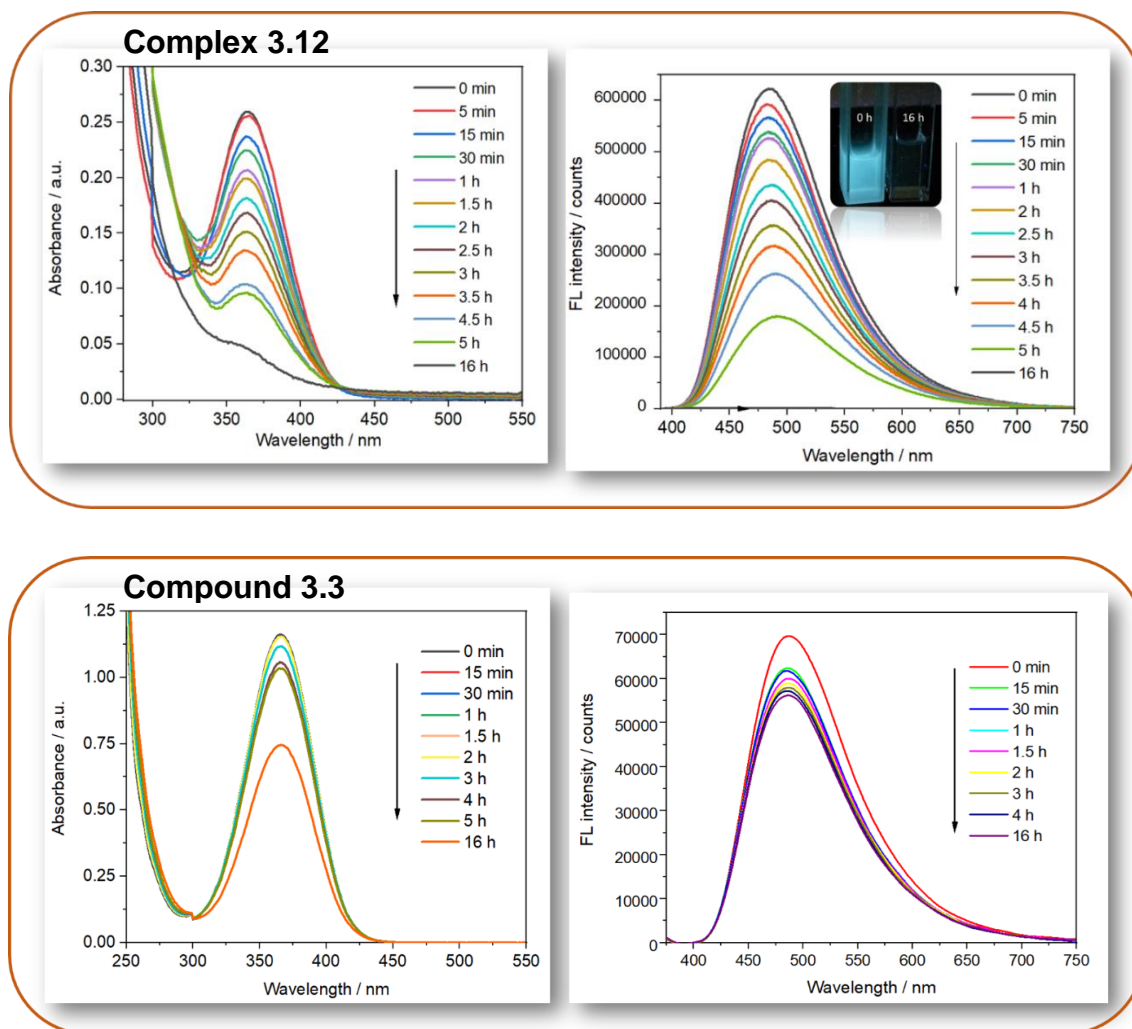 Complex 3.12
0.30
0.25
0.20
0.15
0.10
0.05
0.00
Absorbance / a.u.
300 350 400 450 500 550
Wavelength / nm
0 min
5 min
15 min
30 min
1 h
1.5 h
2 h
2.5 h
3 h
3.5 h
4.5 h
5 h
16 h
600000
500000
400000
300000
200000
100000
0
FL intensity / counts
400 450 500 550 600 650 700 750
Wavelength / nm
0 h 16 h
0 min
5 min
15 min
30 min
1 h
2 h
2.5 h
3 h
3.5 h
4 h
4.5 h
5 h
16 h
Compound 3.3
1.25
1.00
0.75
0.50
0.25
0.00
Absorbance / a.u.
250 300 350 400 450 500 550
Wavelength / nm
0 min
15 min
30 min
1 h
1.5 h
2 h
3 h
4 h
5 h
16 h
70000
60000
50000
40000
30000
20000
10000
0
FL intensity / counts
400 450 500 550 600 650 700 750
Wavelength / nm
0 min
15 min
30 min
1 h
1.5 h
2 h
3 h
4 h
16 h